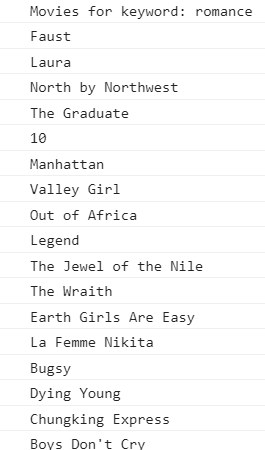 Movies for keyword: romance
Faust
Laura
North by Northwest
The Graduate
10
Manhattan
Valley Girl
Out of Africa
Legend
The Jewel of the Nile
The Wraith
Earth Girls Are Easy
La Femme Nikita
Bugsy
Dying Young
Chungking Express
Boys Don't Cry